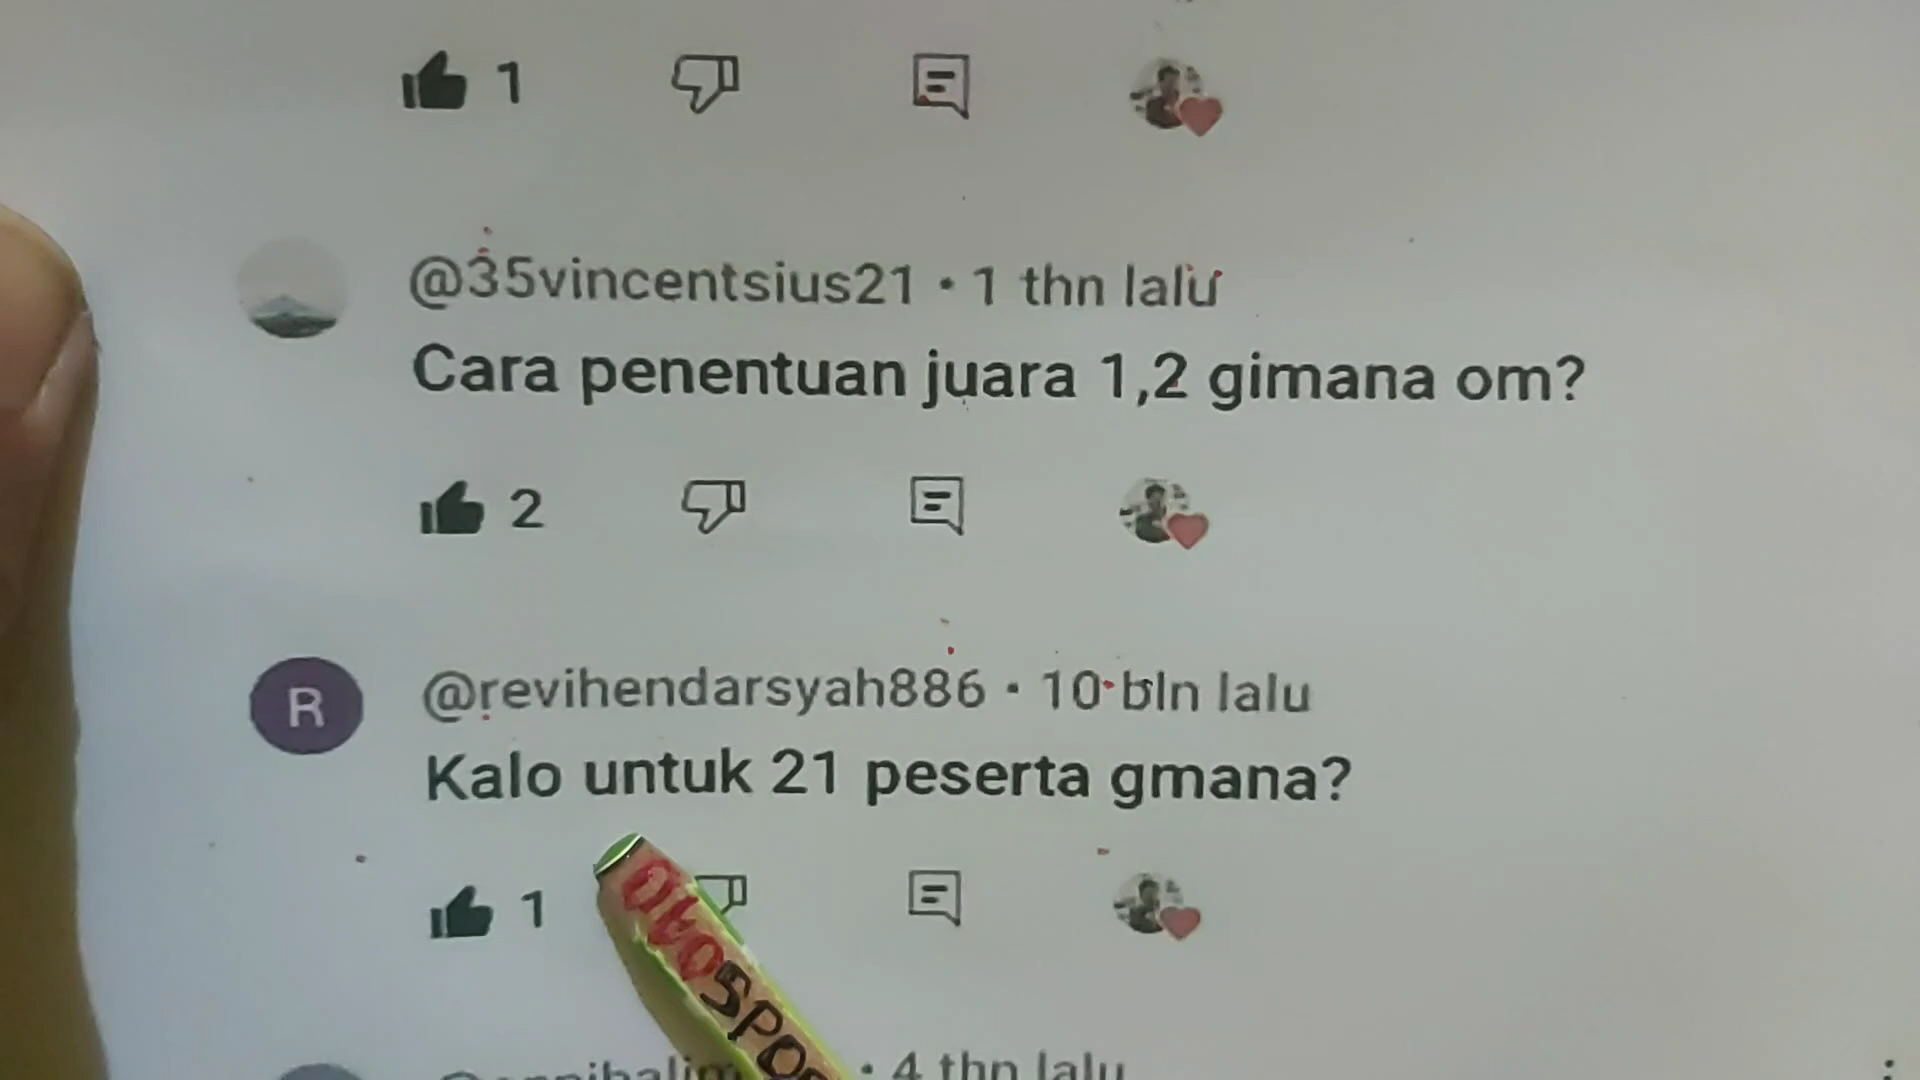 1
@35vincentsius21 • 1 thn lalu
Cara penentuan juara 1,2 gimana om?
2
R
@revihendarsyah886 • 10 bln lalu
Kalo untuk 21 peserta gmana?
1
• 4 thn lalu